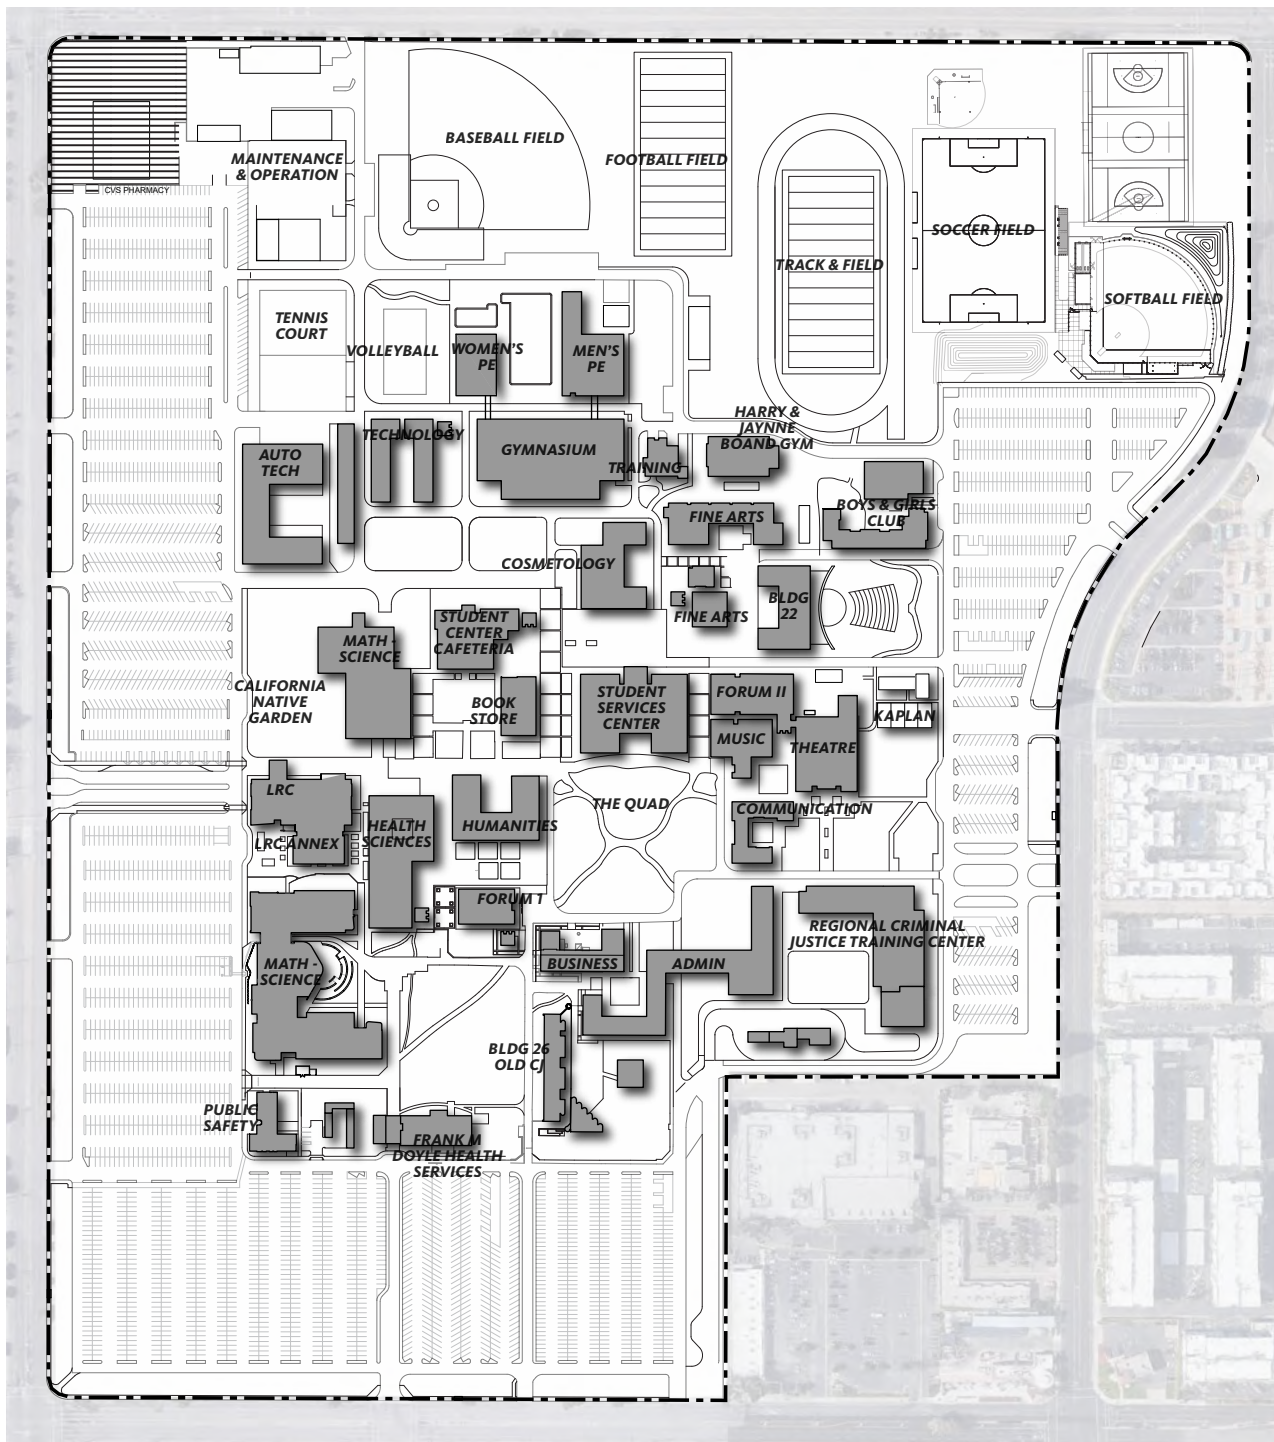 BASEBALL FIELD
MAINTENANCE
& OPERATION
FOOTBALL FIELD
CVS PHARMACY
SOCCER FIELD
TRACK & FIELD
SOFTBALL FIELD
TENNIS
COURT
VOLLEYBALL
WOMEN'S
PE
MEN'S
PE
HARRY &
JAYNNE
BOAND GYM
TECHNOLOGY
GYMNASIUM
AUTO
TECH
TRAINING
BOYS & GIRLS
CLUB
FINE ARTS
COSMETOLOGY
BLDG
22
FINE ARTS
STUDENT
CENTER
CAFETERIA
MATH -
SCIENCE
CALIFORNIA
NATIVE
GARDEN
BOOK
STORE
STUDENT
SERVICES
CENTER
FORUM II
KAPLAN
MUSIC
THEATRE
LRC
THE QUAD
COMMUNICATION
HEALTH
SCIENCES
HUMANITIES
LRC ANNEX
FORUM 1
REGIONAL CRIMINAL
JUSTICE TRAINING CENTER
MATH -
SCIENCE
BUSINESS
ADMIN
BLDG 26
OLD CJ
PUBLIC
SAFETY
FRANK M
DOYLE HEALTH
SERVICES